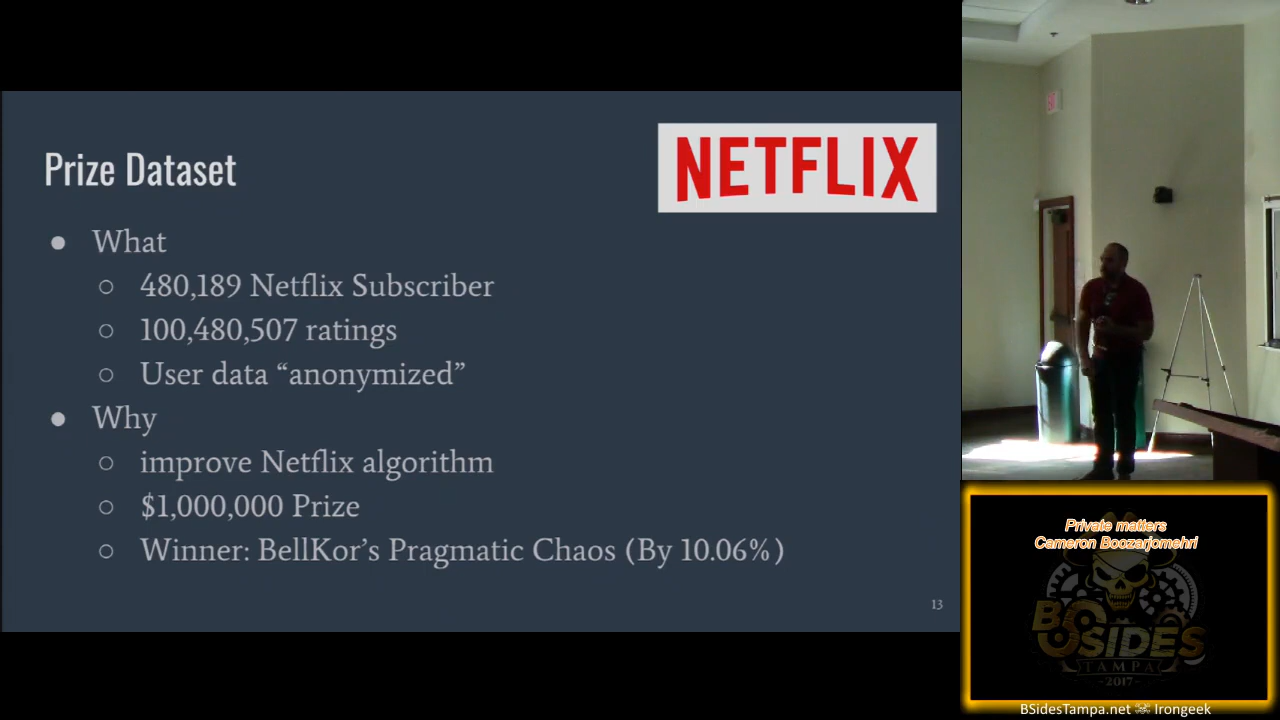 Prize Dataset
NETFLIX
● What
○ 480,189 Netflix Subscriber
○ 100,480,507 ratings
○ User data “anonymized”
● Why
○ improve Netflix algorithm
○ $1,000,000 Prize
○ Winner: BellKor’s Pragmatic Chaos (By 10.06%)
13
Private matters
Cameron Boozarjomehri
BSIDES
TAMPA
-2017-
BSidesTampa.net ☠ Irongeek